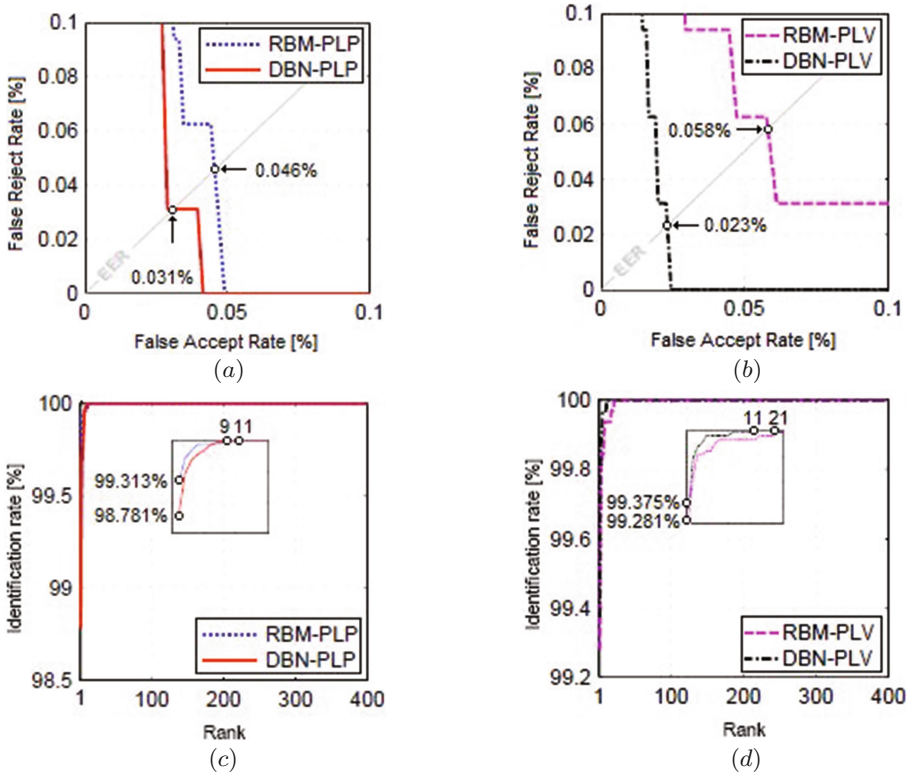 0.1
0.08
0.06
0.04
0.02
0
False Reject Rate [%]
RBM-PLP
DBN-PLP
0.046%
0.031%
EER
0 0.05 0.1
False Accept Rate [%]
(a)
0.1
0.08
0.06
0.04
0.02
0
False Reject Rate [%]
RBM-PLV
DBN-PLV
0.058%
0.023%
EER
0 0.05 0.1
False Accept Rate [%]
(b)
100
99.5
99
98.5
Identification rate [%]
9 11
99.313%
98.781%
RBM-PLP
DBN-PLP
1 100 200 300 400
Rank
(c)
100
99.8
99.6
99.4
99.2
Identification rate [%]
11 21
99.375%
99.281%
RBM-PLV
DBN-PLV
1 100 200 300 400
Rank
(d)